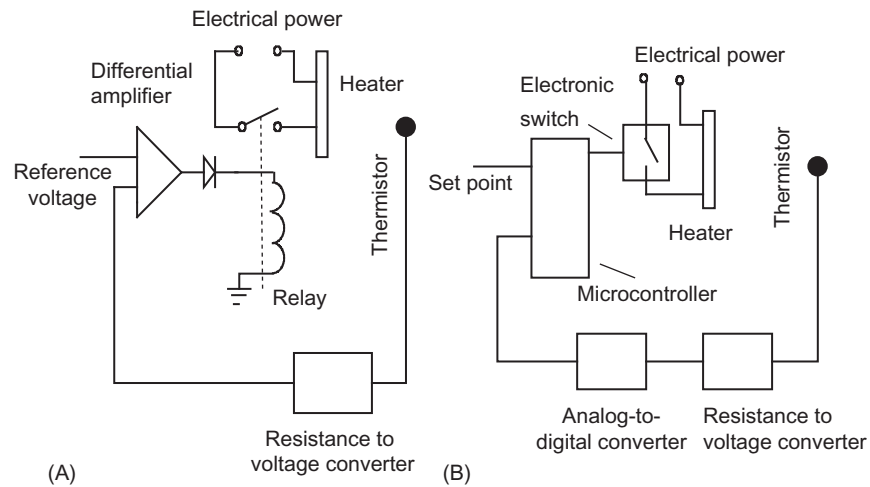 Electrical power
Differential
amplifier
Heater
Reference
voltage
Thermistor
Relay
Resistance to
voltage converter
(A)
Electrical power
Electronic
switch
Set point
Thermistor
Heater
Microcontroller
Analog-to-
digital converter
Resistance to
voltage converter
(B)